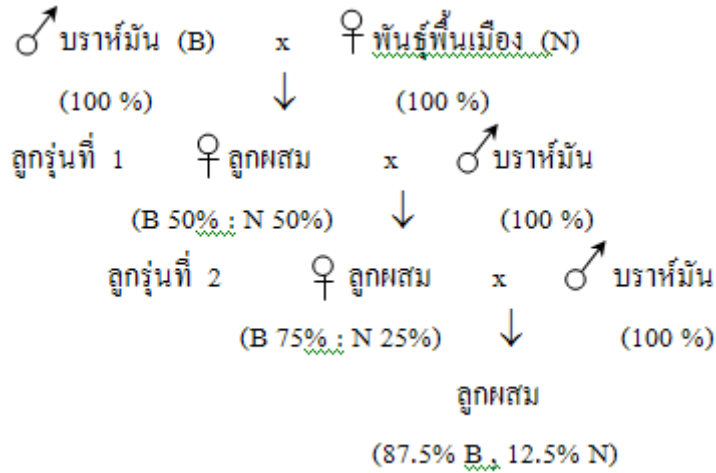 ♂ บราห์มัน (B) x ♀ พันธุ์พื้นเมือง (N)
(100 %) ↓ (100 %)
ลูกรุ่นที่ 1 ♀ ลูกผสม x ♂ บราห์มัน
(B 50% : N 50%) ↓ (100 %)
ลูกรุ่นที่ 2 ♀ ลูกผสม x ♂ บราห์มัน
(B 75% : N 25%) ↓ (100 %)
ลูกผสม
(87.5% B , 12.5% N)